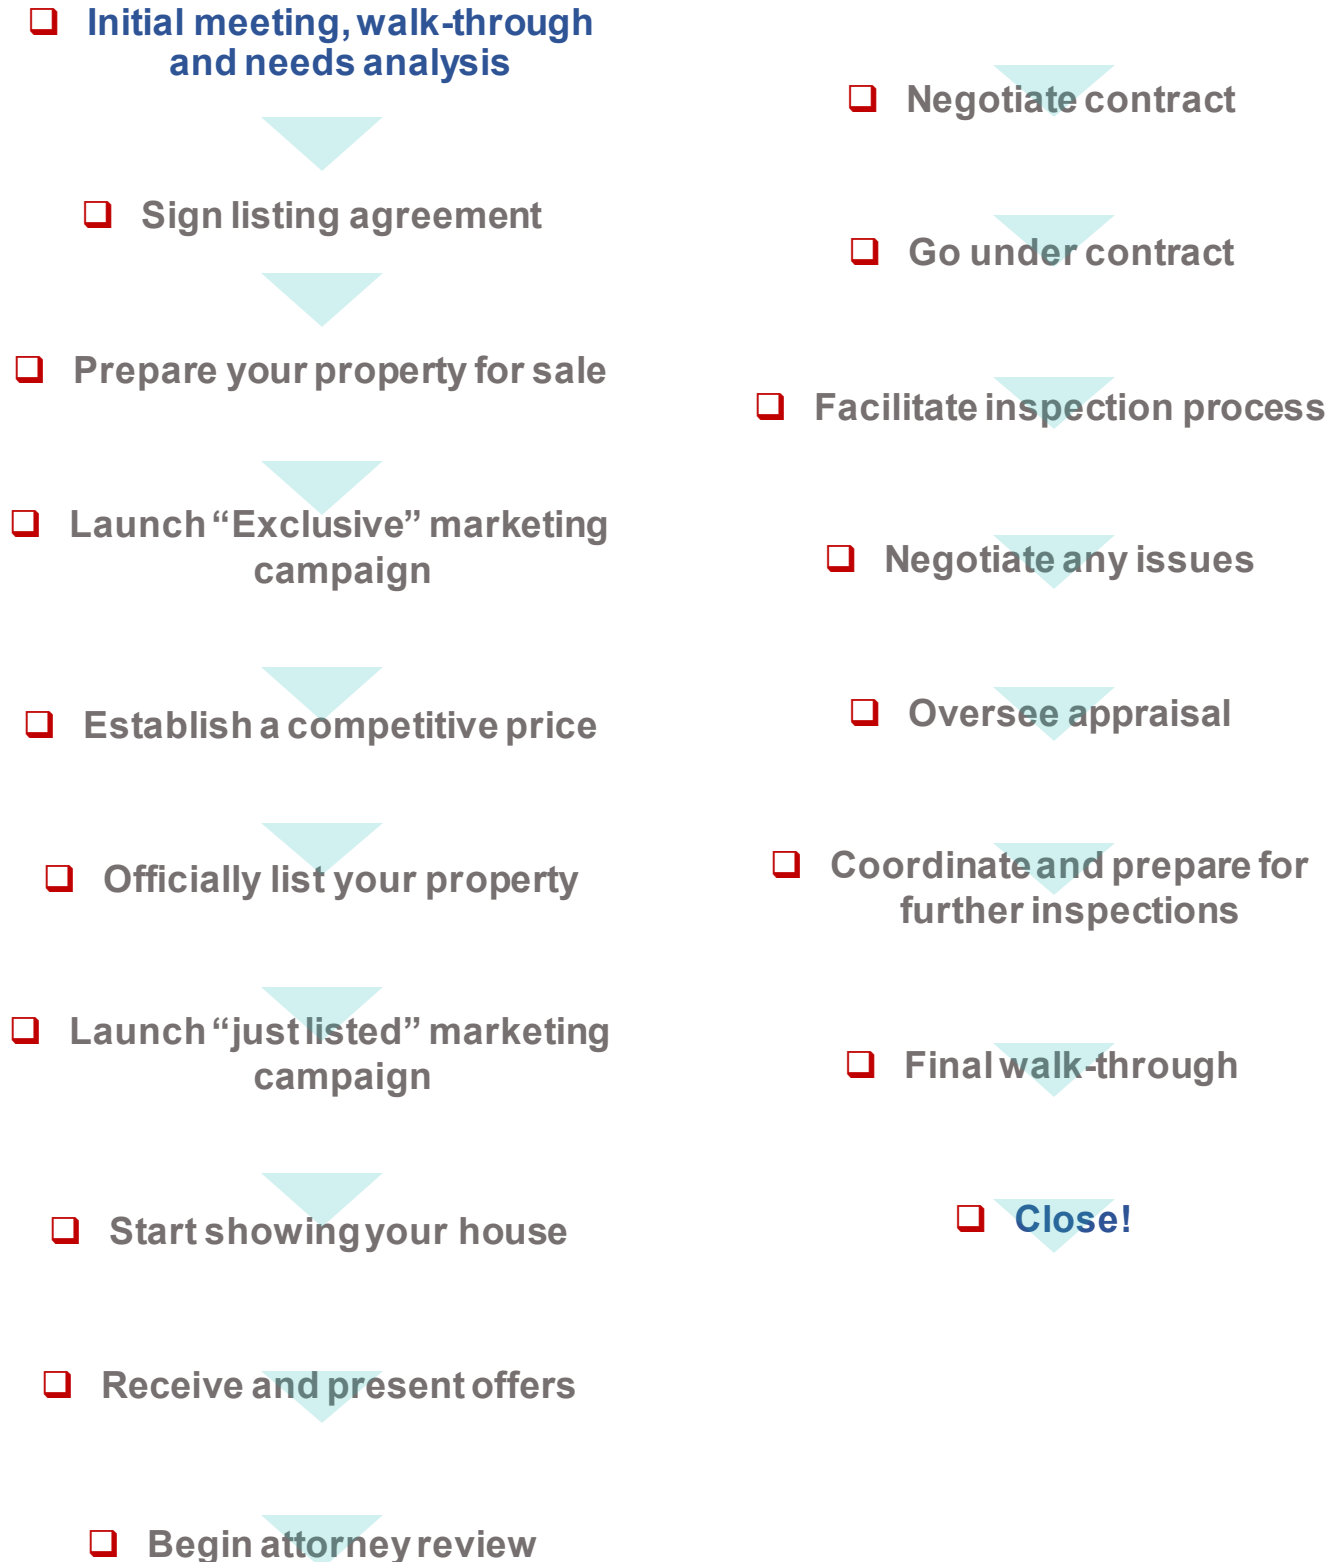 Initial meeting, walk-through
and needs analysis
Sign listing agreement
Prepare your property for sale
Launch “Exclusive” marketing
campaign
Establish a competitive price
Officially list your property
Launch “just listed” marketing
campaign
Start showing your house
Receive and present offers
Begin attorney review
Negotiate contract
Go under contract
Facilitate inspection process
Negotiate any issues
Oversee appraisal
Coordinate and prepare for
further inspections
Final walk-through
Close!